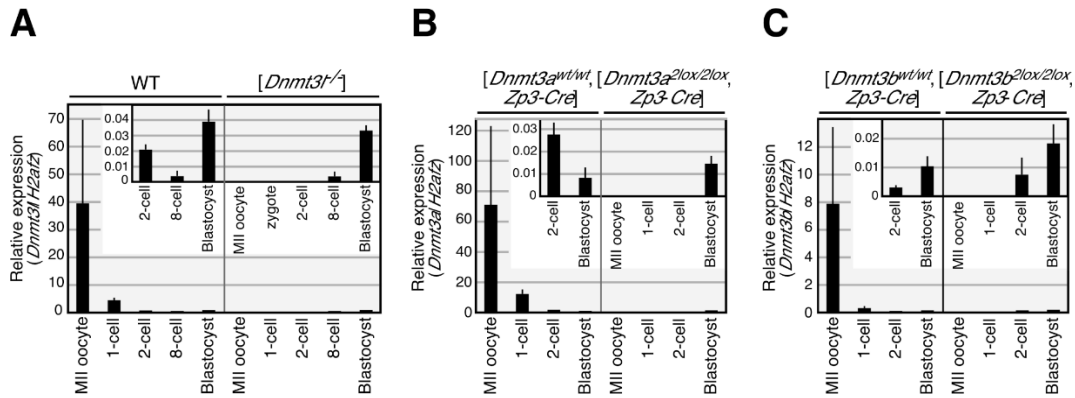 A
WT
[Dnmt3l-/-]
Relative expression
(Dnmt3l/H2afz)
70
60
50
40
30
20
10
0
0.04
0.03
0.02
0.01
0
2-cell
8-cell
Blastocyst
MII oocyte
zygote
2-cell
8-cell
Blastocyst
MII oocyte
1-cell
2-cell
8-cell
Blastocyst
MII oocyte
1-cell
2-cell
8-cell
Blastocyst
B
[Dnmt3awt/wt,
Zp3-Cre]
[Dnmt3a2lox/2lox,
Zp3-Cre]
Relative expression
(Dnmt3a/H2afz)
120
100
80
60
40
20
0
0.03
0.02
0.01
0
2-cell
Blastocyst
MII oocyte
1-cell
2-cell
Blastocyst
MII oocyte
1-cell
2-cell
Blastocyst
MII oocyte
1-cell
2-cell
Blastocyst
C
[Dnmt3bwt/wt,
Zp3-Cre]
[Dnmt3b2lox/2lox,
Zp3-Cre]
Relative expression
(Dnmt3b/H2afz)
12
10
8
6
4
2
0
0.02
0.01
0
2-cell
Blastocyst
MII oocyte
1-cell
2-cell
Blastocyst
MII oocyte
1-cell
2-cell
Blastocyst
MII oocyte
1-cell
2-cell
Blastocyst